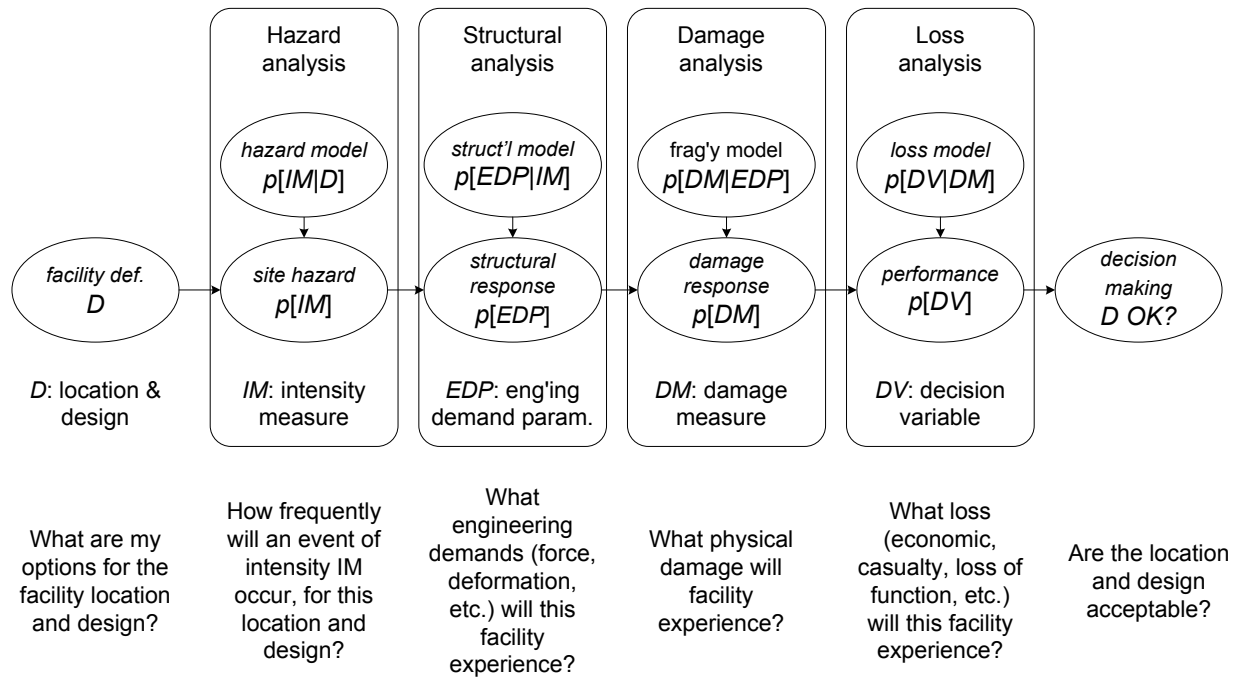 Hazard
analysis
Structural
analysis
Damage
analysis
Loss
analysis
hazard model
p[IM|D]
struct'l model
p[EDP|IM]
frag'y model
p[DM|EDP]
loss model
p[DV|DM]
facility def.
D
site hazard
p[IM]
structural
response
p[EDP]
damage
response
p[DM]
performance
p[DV]
decision
making
D OK?
D: location &
design
IM: intensity
measure
EDP: eng'ing
demand param.
DM: damage
measure
DV: decision
variable
What are my
options for the
facility location
and design?
How frequently
will an event of
intensity IM
occur, for this
location and
design?
What
engineering
demands (force,
deformation,
etc.) will this
facility
experience?
What physical
damage will
facility
experience?
What loss
(economic,
casualty, loss of
function, etc.)
will this facility
experience?
Are the location
and design
acceptable?